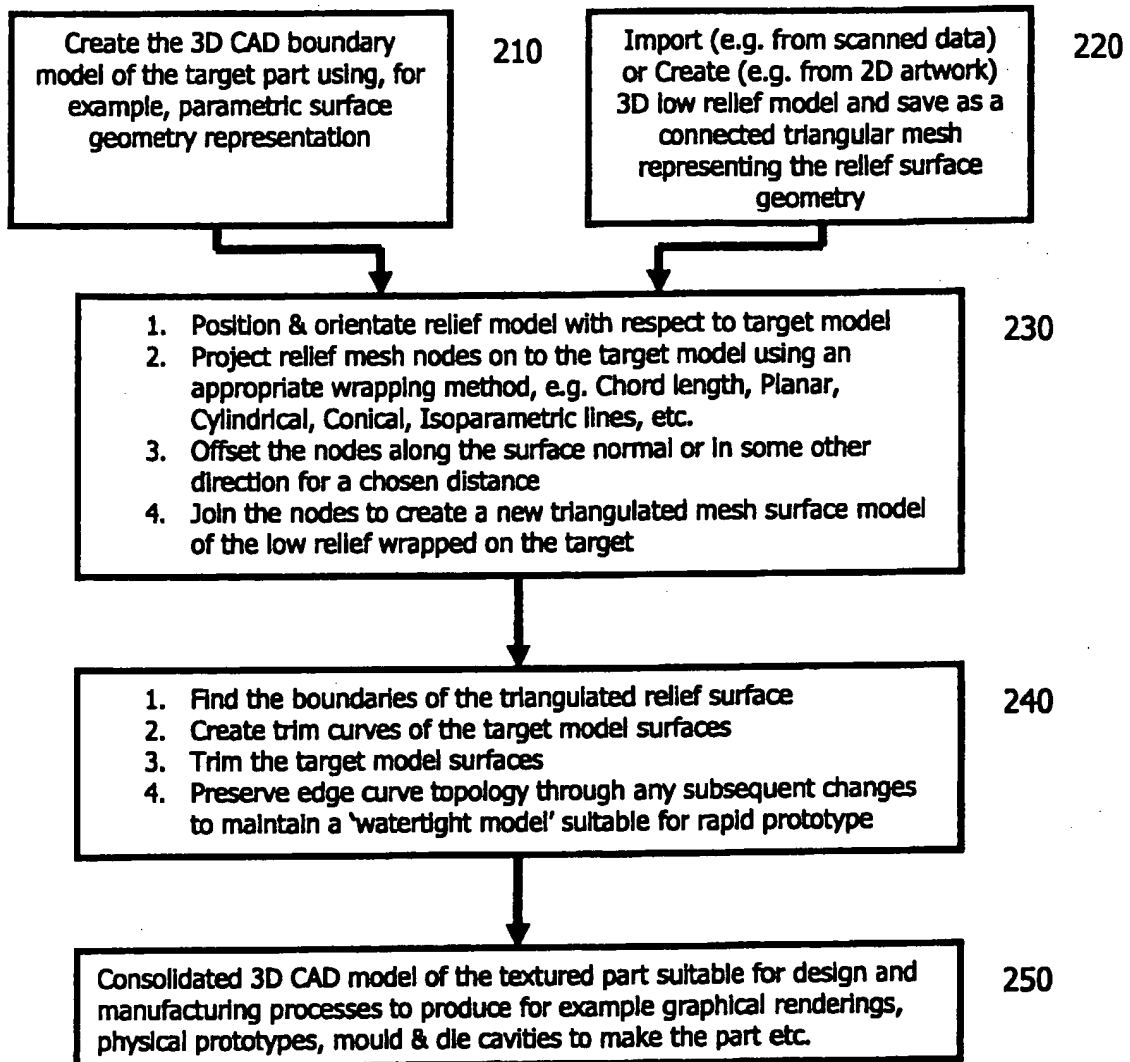 Create the 3D CAD boundary
model of the target part using, for
example, parametric surface
geometry representation
210
Import (e.g. from scanned data)
or Create (e.g. from 2D artwork)
3D low relief model and save as a
connected triangular mesh
representing the relief surface
geometry
220
1. Position & orientate relief model with respect to target model
2. Project relief mesh nodes on to the target model using an
appropriate wrapping method, e.g. Chord length, Planar,
Cylindrical, Conical, Isoparametric lines, etc.
3. Offset the nodes along the surface normal or in some other
direction for a chosen distance
4. Join the nodes to create a new triangulated mesh surface model
of the low relief wrapped on the target
230
1. Find the boundaries of the triangulated relief surface
2. Create trim curves of the target model surfaces
3. Trim the target model surfaces
4. Preserve edge curve topology through any subsequent changes
to maintain a 'watertight model' suitable for rapid prototype
240
Consolidated 3D CAD model of the textured part suitable for design and
manufacturing processes to produce for example graphical renderings,
physical prototypes, mould & die cavities to make the part etc.
250